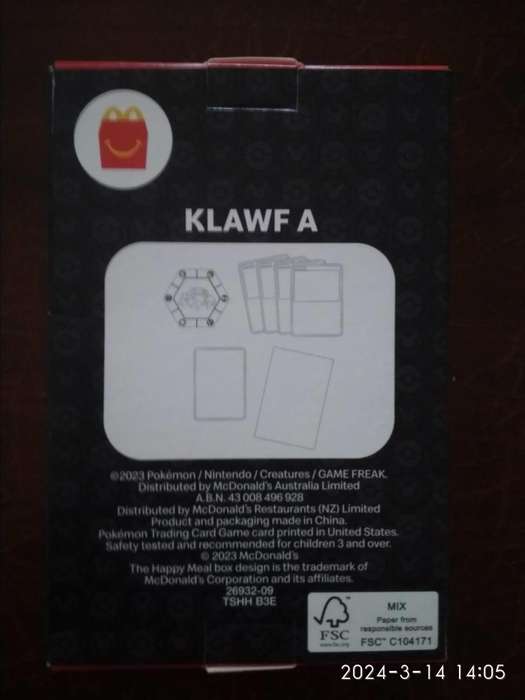 KLAWF A
©2023 Pokémon / Nintendo / Creatures / GAME FREAK.
Distributed by McDonald's Australia Limited
A.B.N. 43 008 496 928
Distributed by McDonald's Restaurants (NZ) Limited
Product and packaging made in China.
Pokémon Trading Card Game card printed in United States.
Safety tested and recommended for children 3 and over.
© 2023 McDonald's
The Happy Meal box design is the trademark of
McDonald's Corporation and its affiliates.
26932-09
TSHH B3E
FSC
www.fsc.org
MIX
Paper from
responsible sources
FSC™ C104171
2024-3-14 14:05